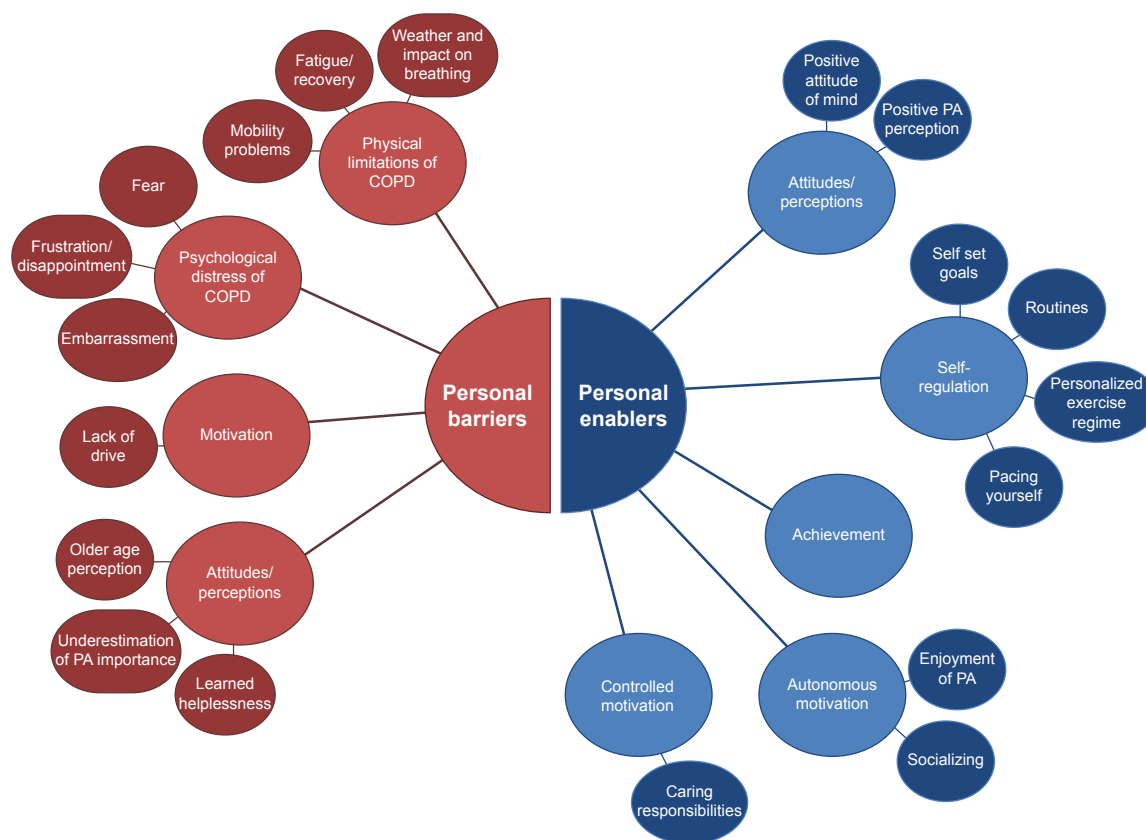 Weather and
impact on
breathing
Fatigue/
recovery
Mobility
problems
Physical
limitations of
COPD
Fear
Frustration/
disappointment
Embarrassment
Psychological
distress of
COPD
Lack of
drive
Motivation
Older age
perception
Underestimation
of PA importance
Learned
helplessness
Attitudes/
perceptions
Personal
barriers
Personal
enablers
Positive
attitude
of mind
Positive PA
perception
Attitudes/
perceptions
Self set
goals
Routines
Personalized
exercise
regime
Pacing
yourself
Self-
regulation
Achievement
Enjoyment
of PA
Socializing
Autonomous
motivation
Controlled
motivation
Caring
responsibilities